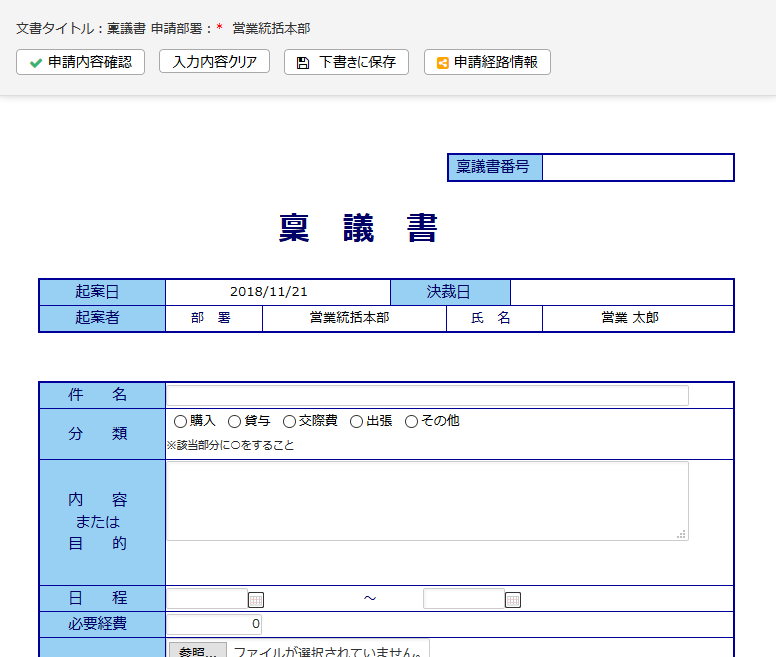 文書タイトル：稟議書 申請部署：* 営業統括本部
申請内容確認 入力内容クリア 下書きに保存 申請経路情報
稟議書番号
稟 議 書
起案日 2018/11/21 決裁日
起案者 部 署 営業統括本部 氏 名 営業 太郎
件 名
分 類 購入 貸与 交際費 出張 その他
※該当部分に○をすること
内 容
または
目 的
日 程 ～
必要経費 0
参照... ファイルが選択されていません。